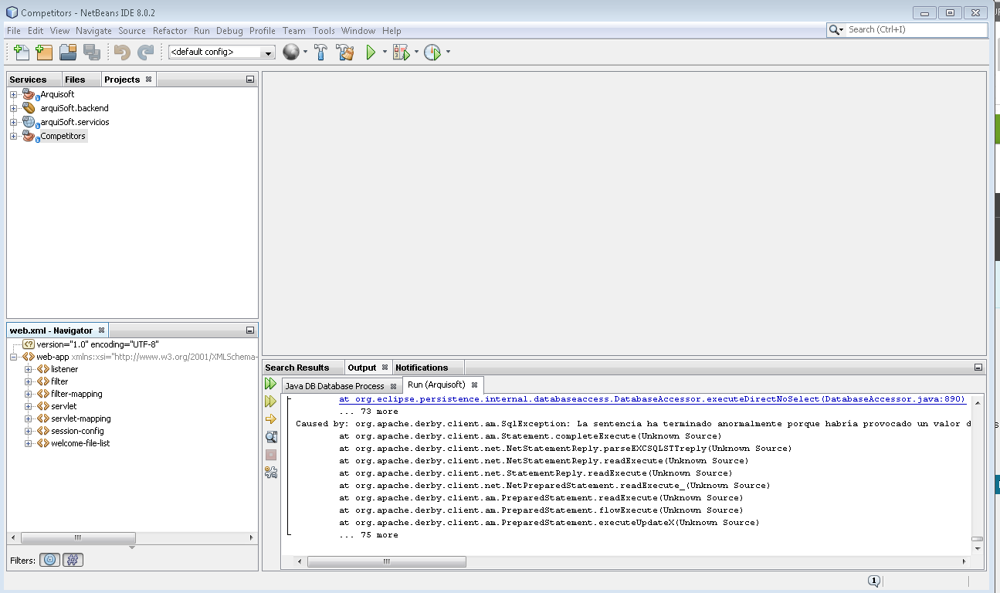 Competitors - NetBeans IDE 8.0.2
File Edit View Navigate Source Refactor Run Debug Profile Team Tools Window Help
Search (Ctrl+I)
<default config>
Services Files Projects
Arquisoft
arquiSoft.backend
arquiSoft.servicios
Competitors
web.xml - Navigator
version="1.0" encoding="UTF-8"
web-app xmlns:xsi="http://www.w3.org/2001/XMLSchema-
listener
filter
filter-mapping
servlet
servlet-mapping
session-config
welcome-file-list
Filters:
Search Results Output Notifications
Java DB Database Process Run (Arquisoft)
at org.eclipse.persistence.internal.databaseaccess.DatabaseAccessor.executeDirectNoSelect(DatabaseAccessor.java:890)
... 73 more
Caused by: org.apache.derby.client.am.SqlException: La sentencia ha terminado anormalmente porque habría provocado un valor d
at org.apache.derby.client.am.Statement.completeExecute(Unknown Source)
at org.apache.derby.client.net.NetStatementReply.parseEXCSQLSTTreply(Unknown Source)
at org.apache.derby.client.net.NetStatementReply.readExecute(Unknown Source)
at org.apache.derby.client.net.StatementReply.readExecute(Unknown Source)
at org.apache.derby.client.net.NetPreparedStatement.readExecute_(Unknown Source)
at org.apache.derby.client.am.PreparedStatement.readExecute(Unknown Source)
at org.apache.derby.client.am.PreparedStatement.flowExecute(Unknown Source)
at org.apache.derby.client.am.PreparedStatement.executeUpdateX(Unknown Source)
... 75 more
1